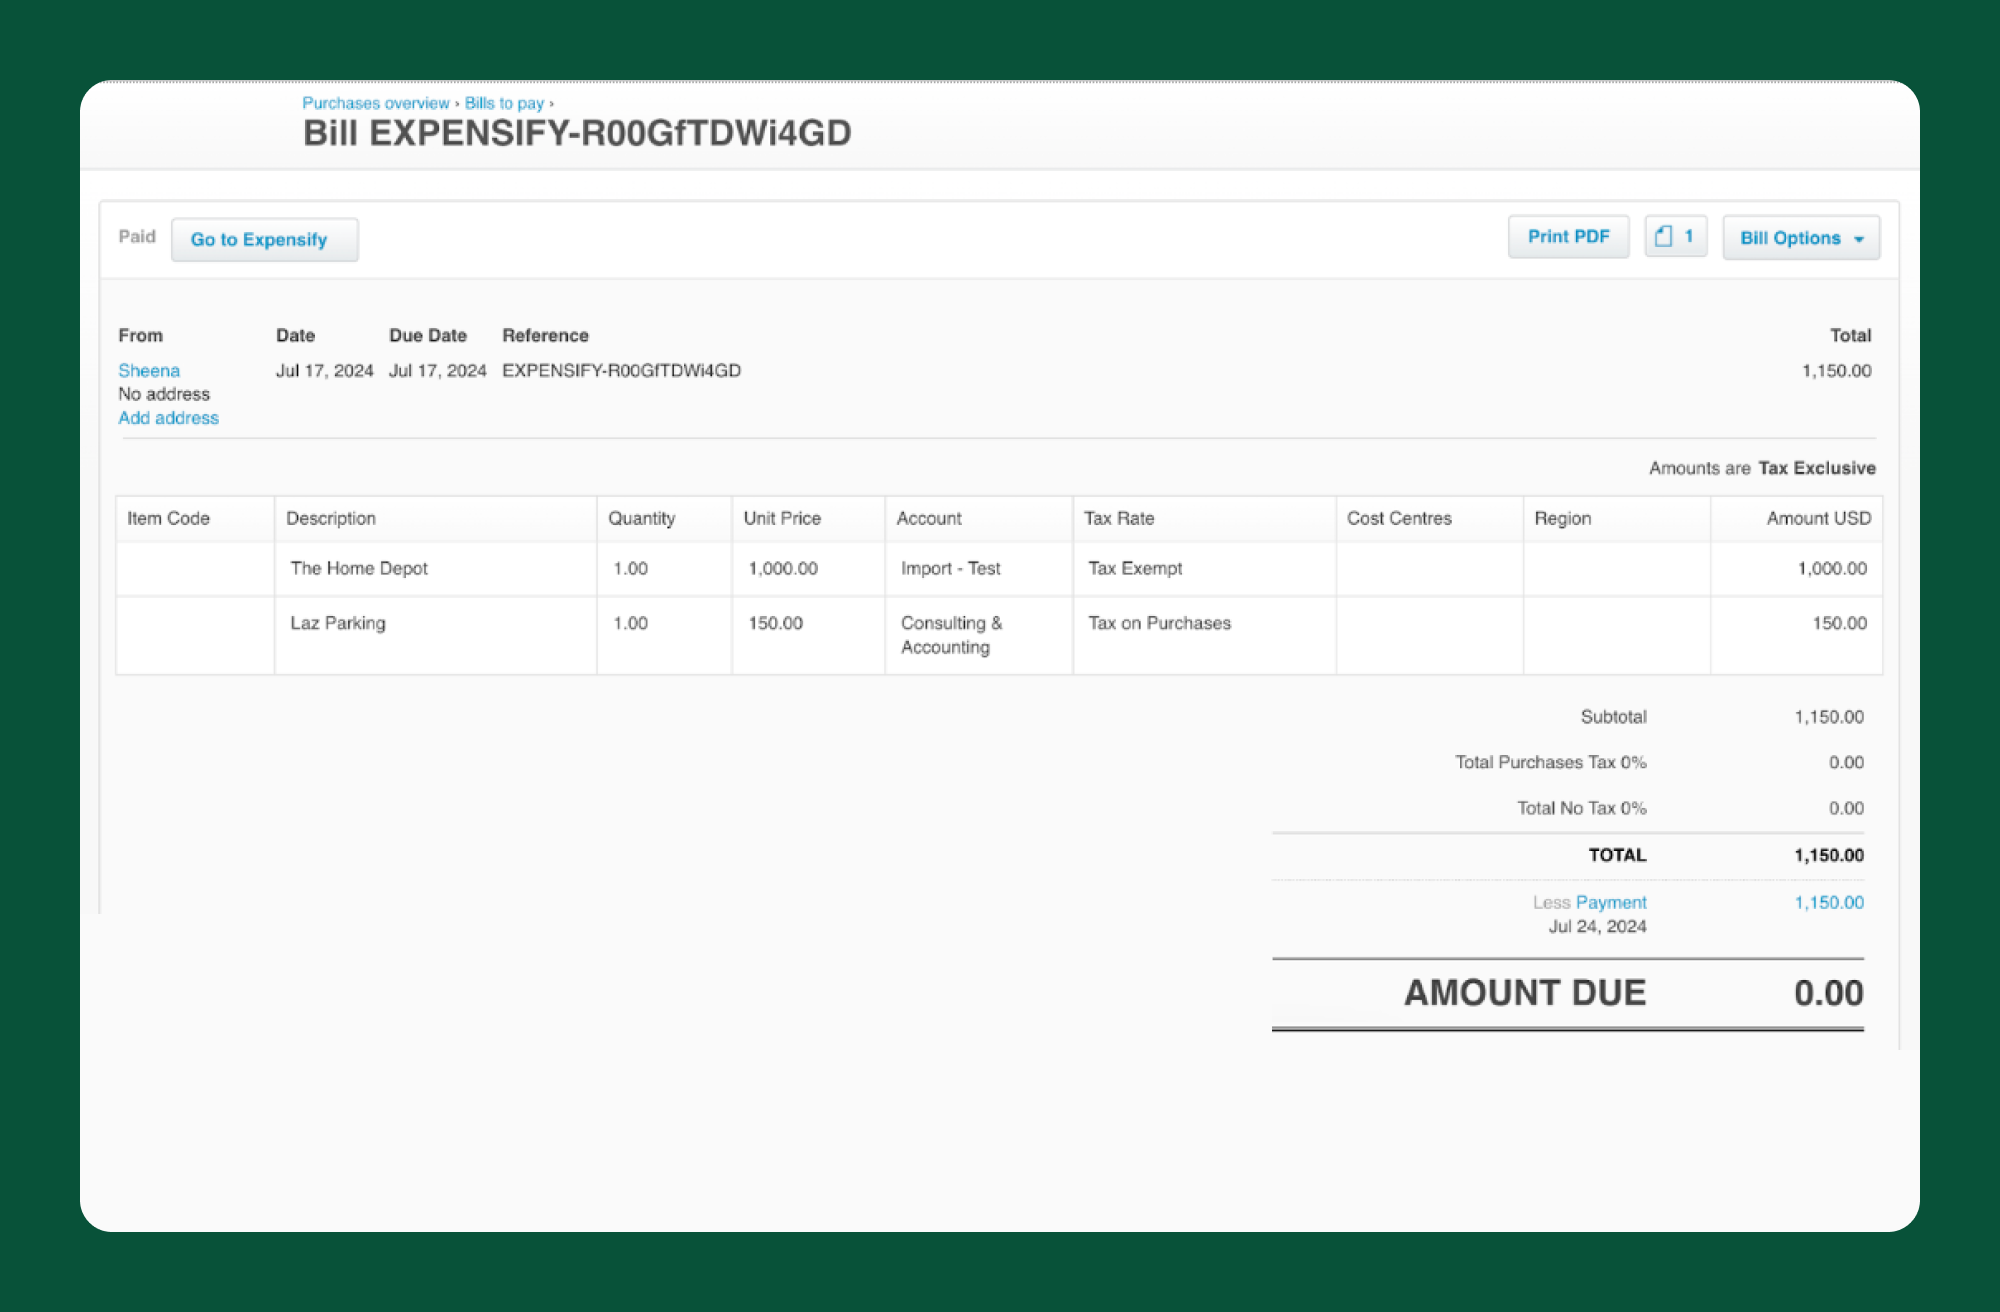 Purchases overview › Bills to pay ›
Bill EXPENSIFY-R00GfTDWi4GD
Paid Go to Expensify Print PDF 1 Bill Options
From Date Due Date Reference Total
Sheena Jul 17, 2024 Jul 17, 2024 EXPENSIFY-R00GfTDWi4GD 1,150.00
No address
Add address
Amounts are Tax Exclusive
Item Code Description Quantity Unit Price Account Tax Rate Cost Centres Region Amount USD
The Home Depot 1.00 1,000.00 Import - Test Tax Exempt 1,000.00
Laz Parking 1.00 150.00 Consulting & Tax on Purchases 150.00
Accounting
Subtotal 1,150.00
Total Purchases Tax 0% 0.00
Total No Tax 0% 0.00
TOTAL 1,150.00
Less Payment 1,150.00
Jul 24, 2024
AMOUNT DUE 0.00